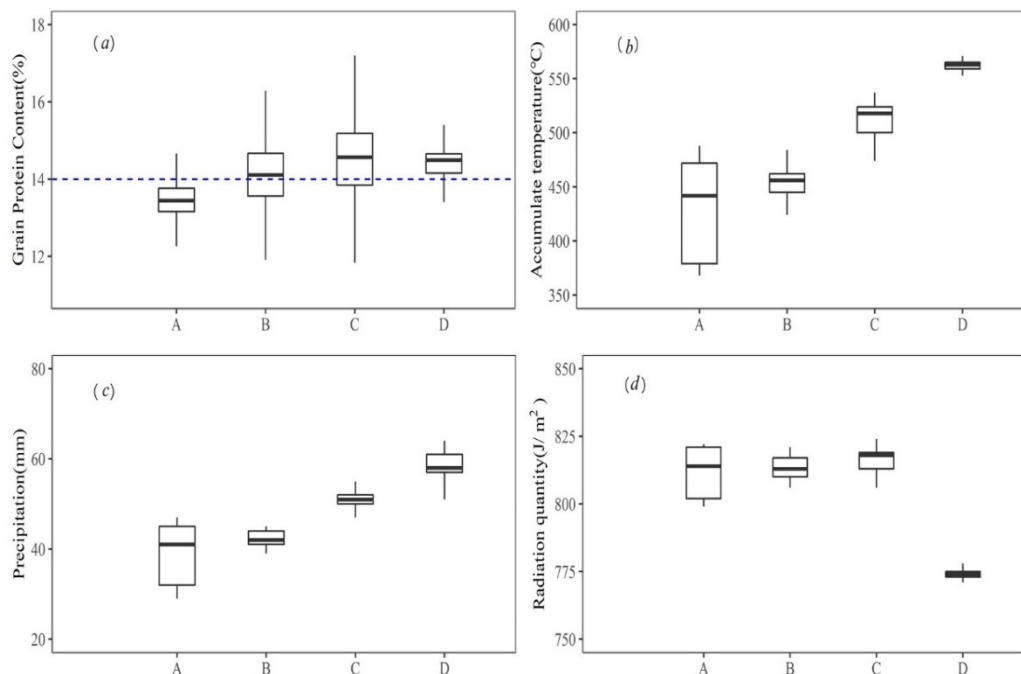 (a)
Grain Protein Content(%)
18
16
14
12
A B C D
(b)
Accumulate temperature(°C)
600
550
500
450
400
350
A B C D
(c)
Precipitation(mm)
80
60
40
20
A B C D
(d)
Radiation quantity(J/ m²)
850
825
800
775
750
A B C D